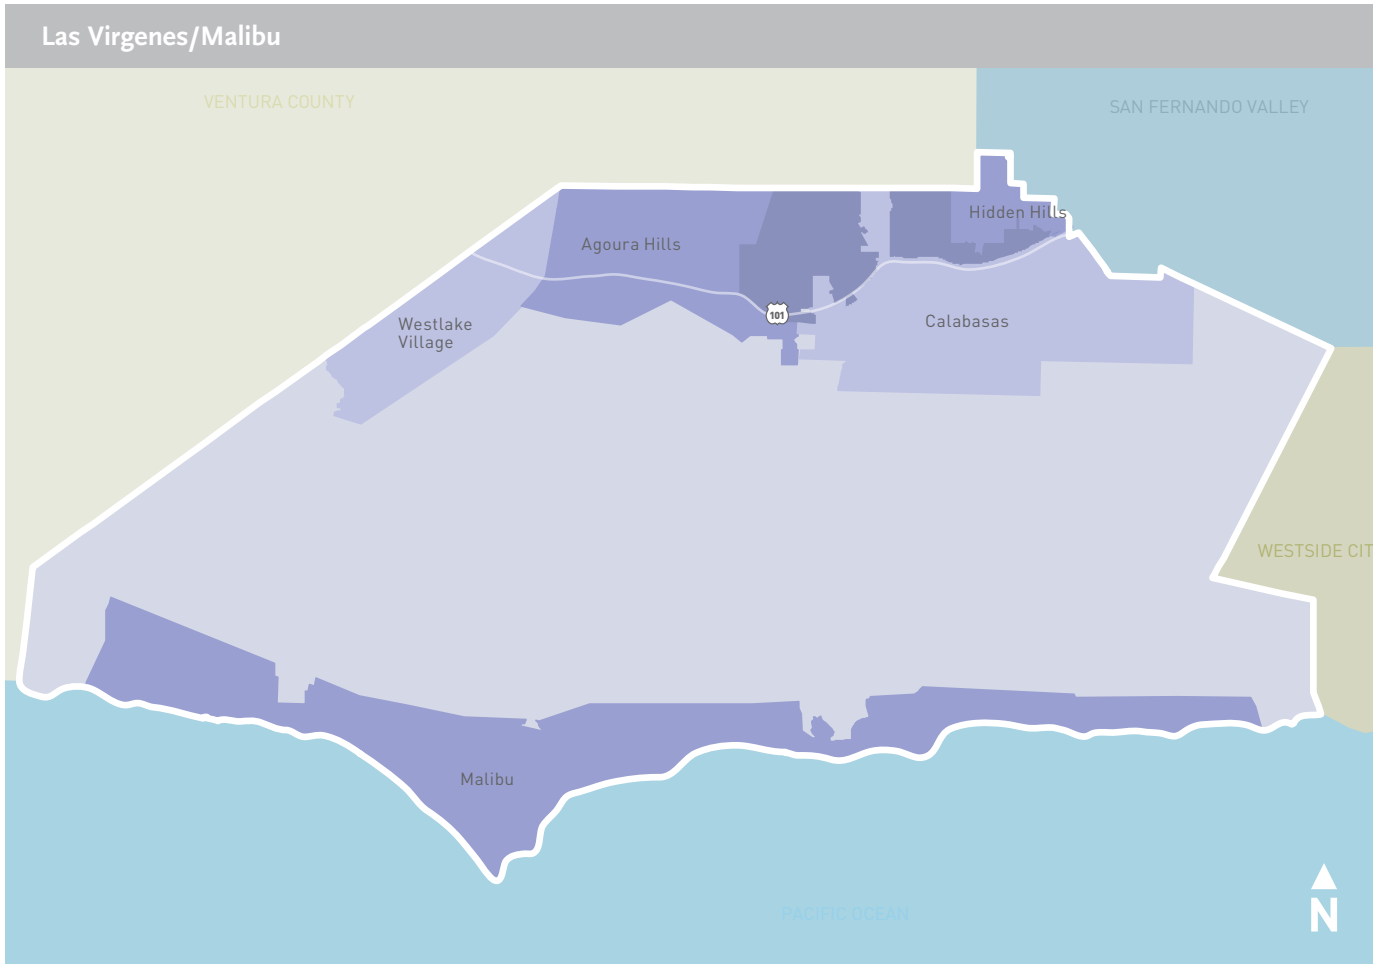 Las Virgenes/Malibu
VENTURA COUNTY
SAN FERNANDO VALLEY
Hidden Hills
Agoura Hills
101
Calabasas
Westlake
Village
WESTSIDE CIT
Malibu
PACIFIC OCEAN
N